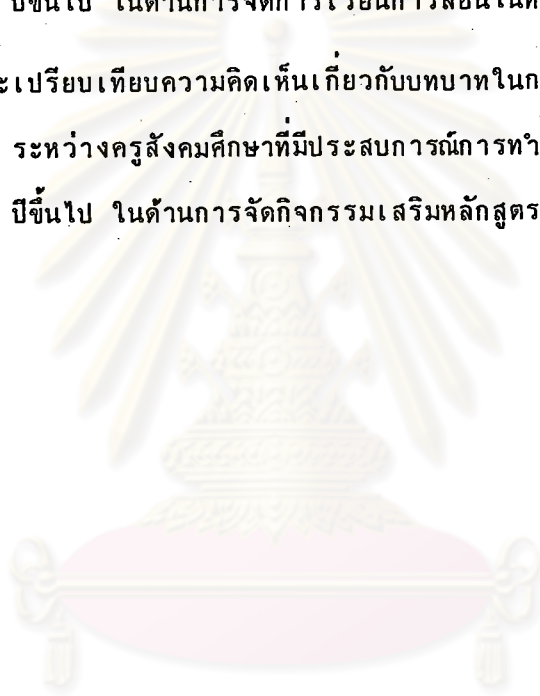 ปีขึ้นไป ในด้านการจัดการเรียนการสอนในห
ะเปรียบเทียบความคิดเห็นเกี่ยวกับบทบาทในก
ระหว่างครูสังคมศึกษาที่มีประสบการณ์การทำ
ปีขึ้นไป ในด้านการจัดกิจกรรมเสริมหลักสูตร